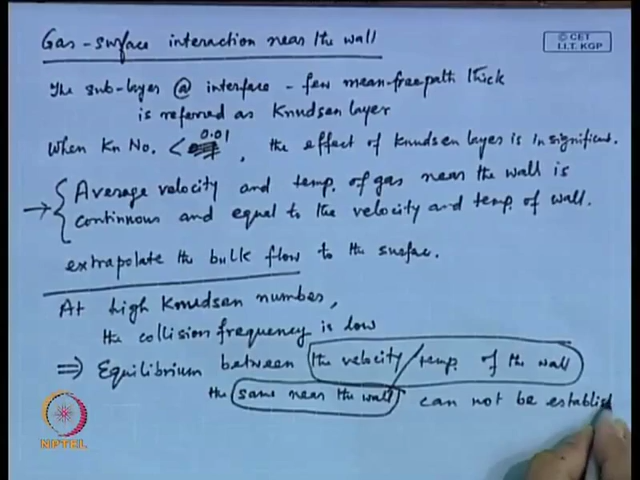 Gas-surface interaction near the wall
© CET
I.I.T. KGP
The sub-layer @ interface - few mean-free path thick
is referred as Knudsen layer
When Kn No. < 0.01, the effect of Knudsen layer is insignificant.
Average velocity and temp. of gas near the wall is
continuous and equal to the velocity and temp. of wall.
extrapolate the bulk flow to the surface.
At high Knudsen number,
the collision frequency is low
⇒ Equilibrium between the velocity/temp. of the wall
the same near the wall can not be establish
NPTEL